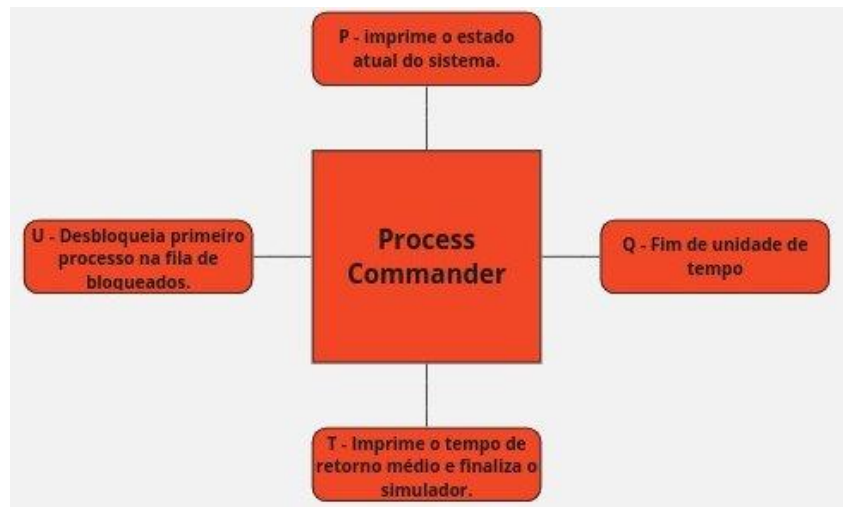 P - imprime o estado
atual do sistema.
U - Desbloqueia primeiro
processo na fila de
bloqueados.
Process
Commander
Q - Fim de unidade de
tempo
T - Imprime o tempo de
retorno médio e finaliza o
simulador.